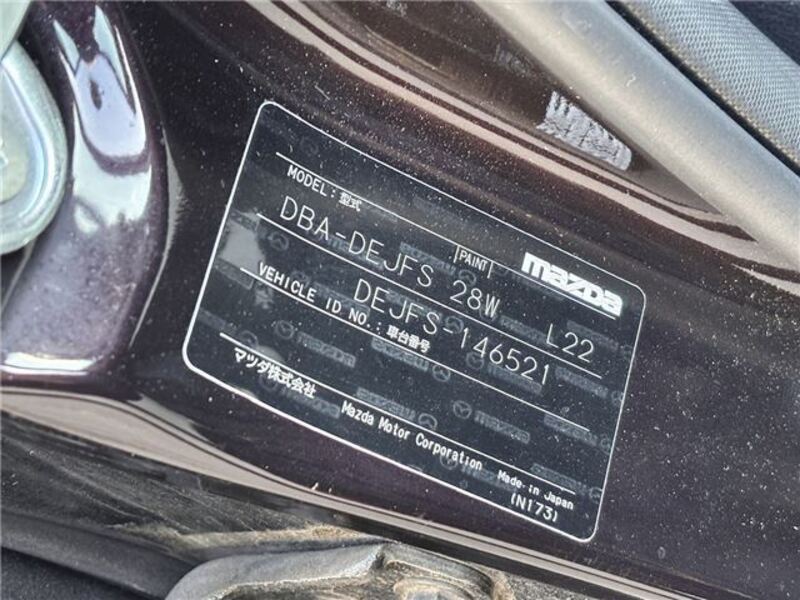 mazda
MODEL: 型式
DBA-DEJFS
PAINT
28W L22
VEHICLE ID NO.: 車台番号
DEJFS-146521
マツダ株式会社 Mazda Motor Corporation Made in Japan
(N173)